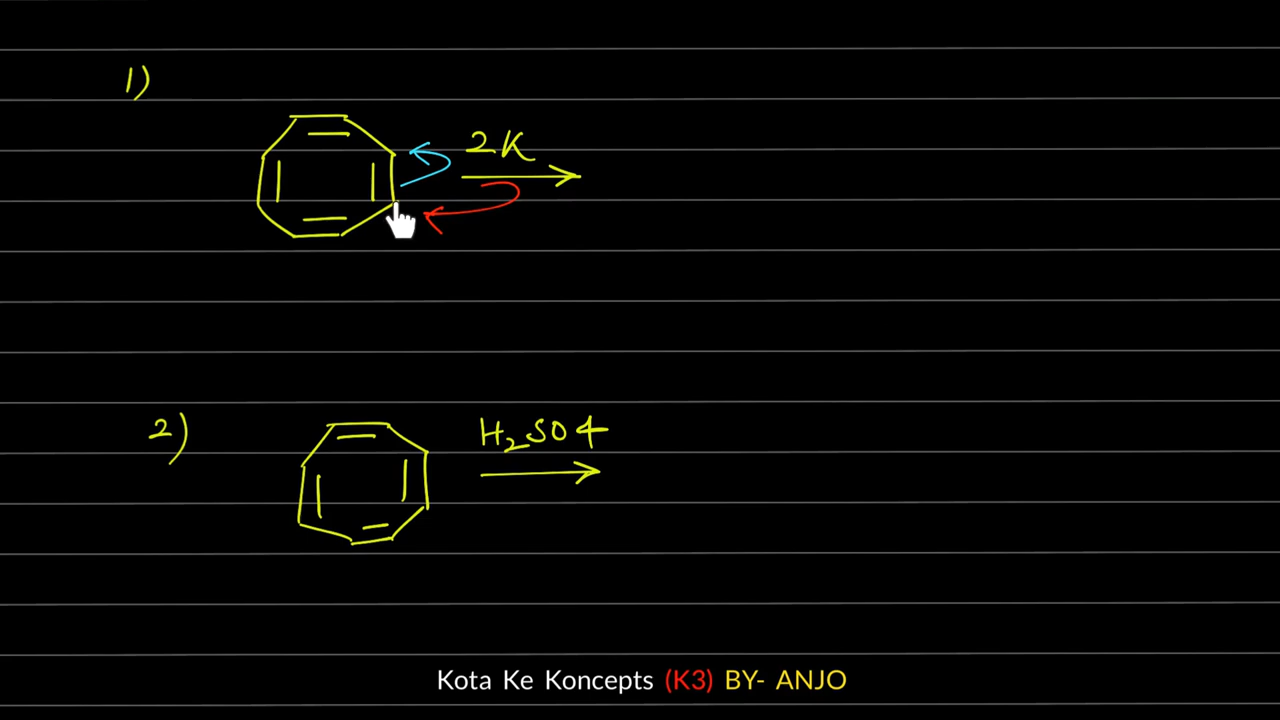 1)
2K
2)
H₂SO4
Kota Ke Koncepts (K3) BY- ANJO